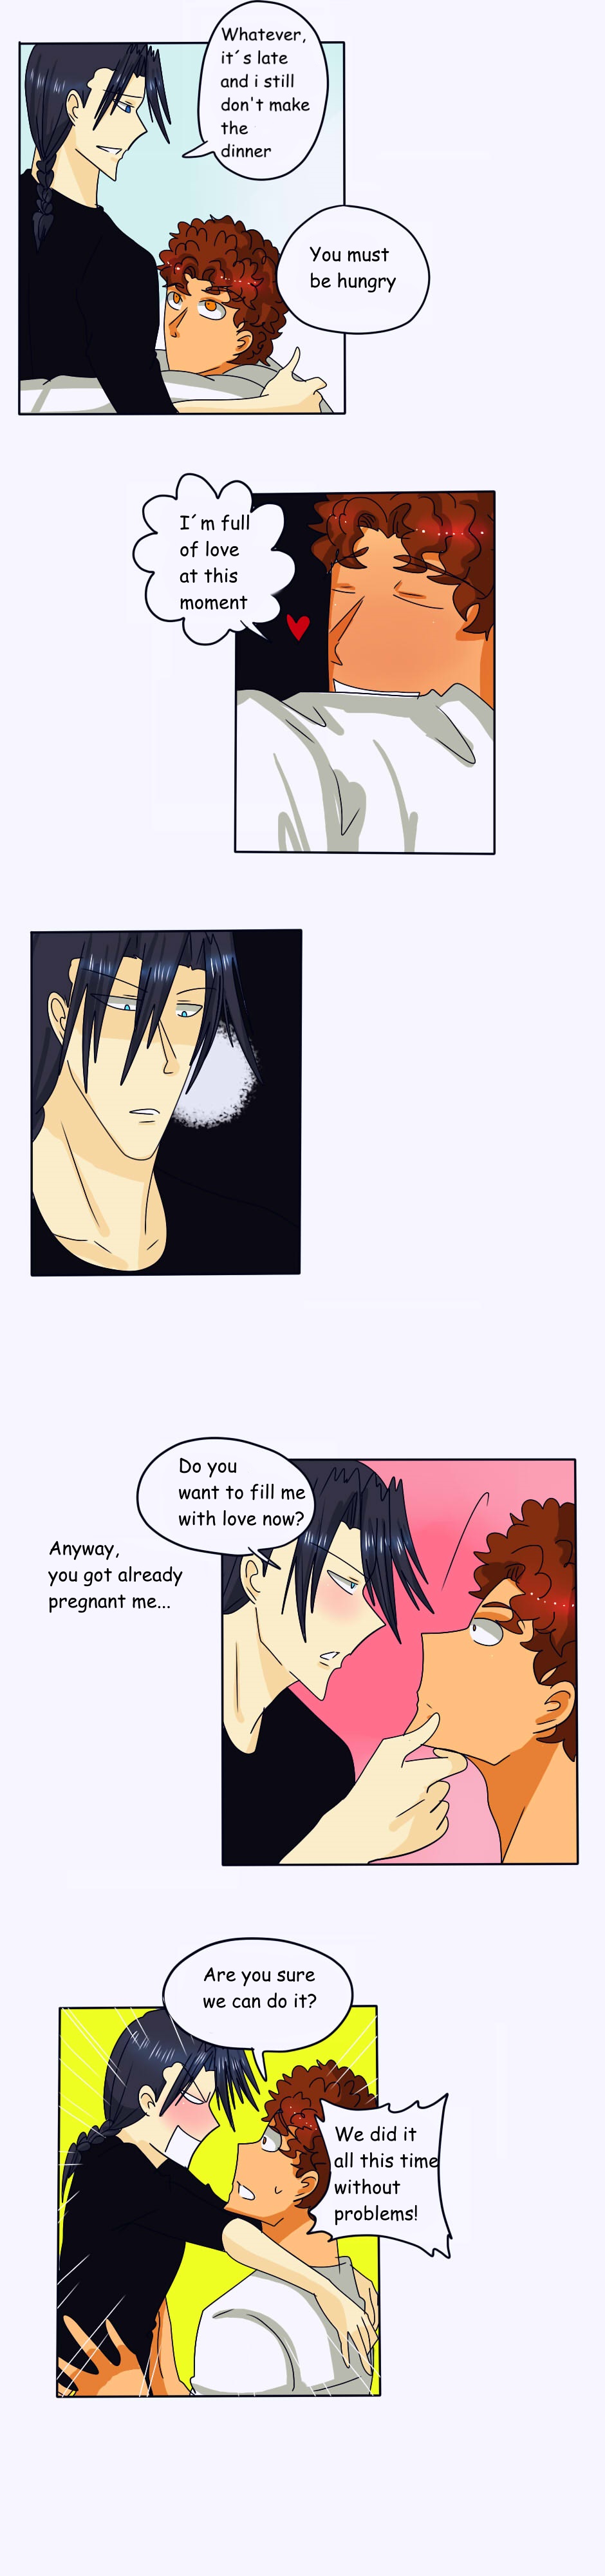 Whatever,
it´s late
and i still
don't make
the
dinner
You must
be hungry
I´m full
of love
at this
moment
Do you
want to fill me
with love now?
Anyway,
you got already
pregnant me...
Are you sure
we can do it?
We did it
all this time
without
problems!